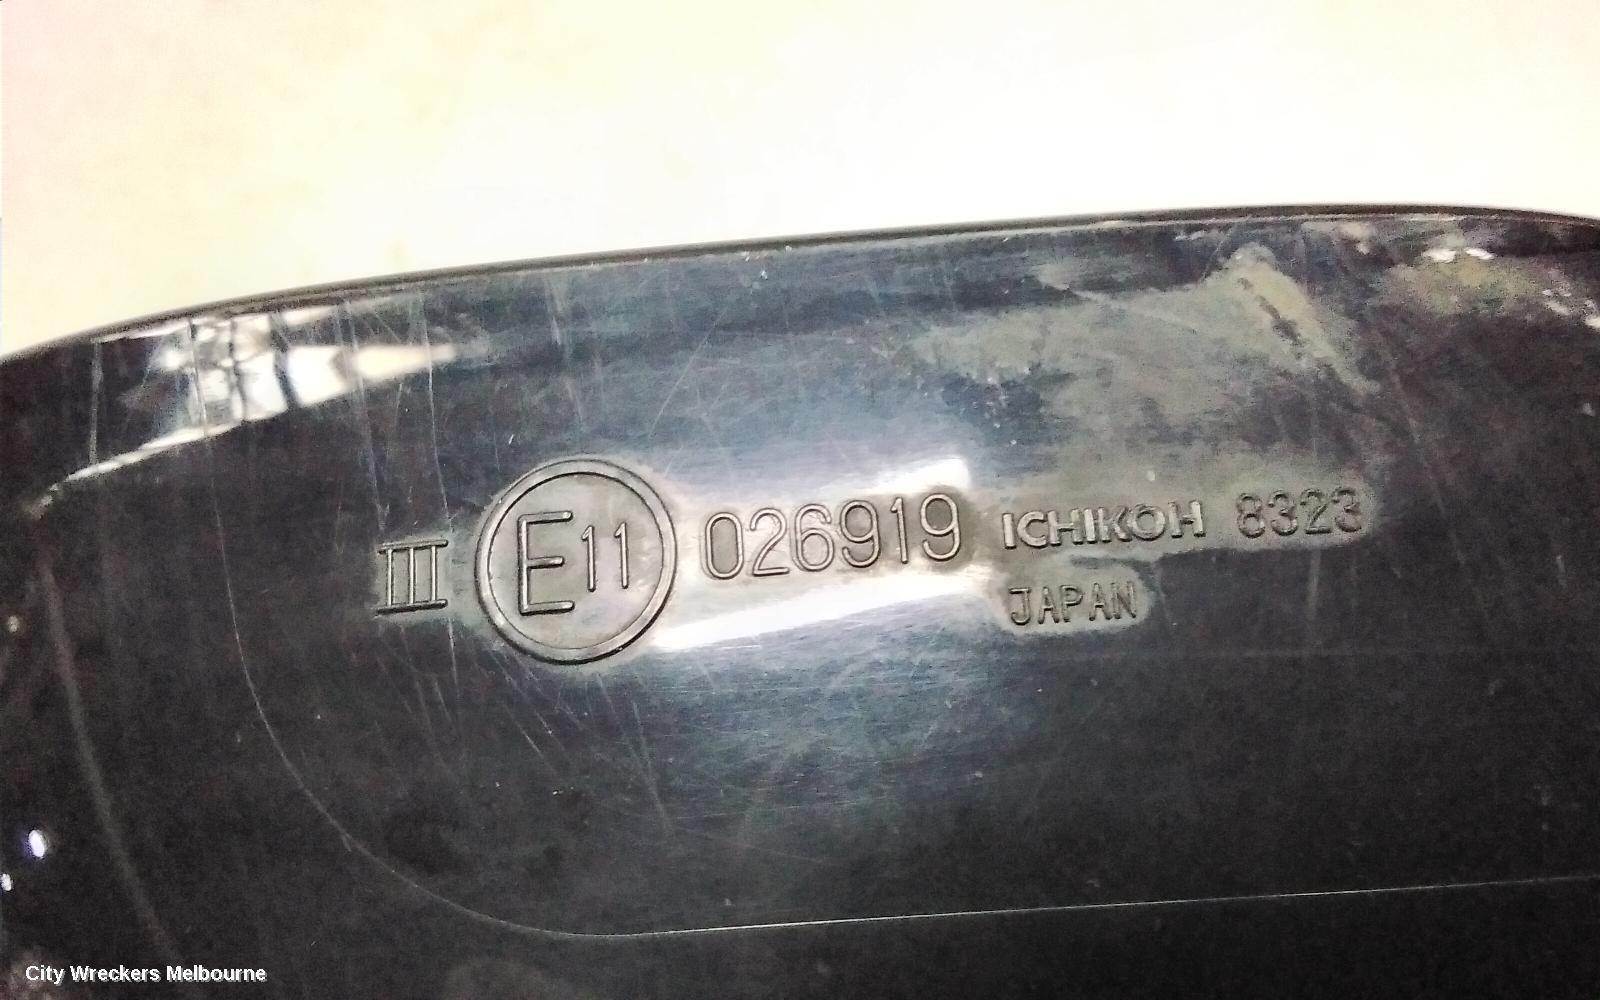 III E11 026919 ICHIKOH 8323
JAPAN
City Wreckers Melbourne